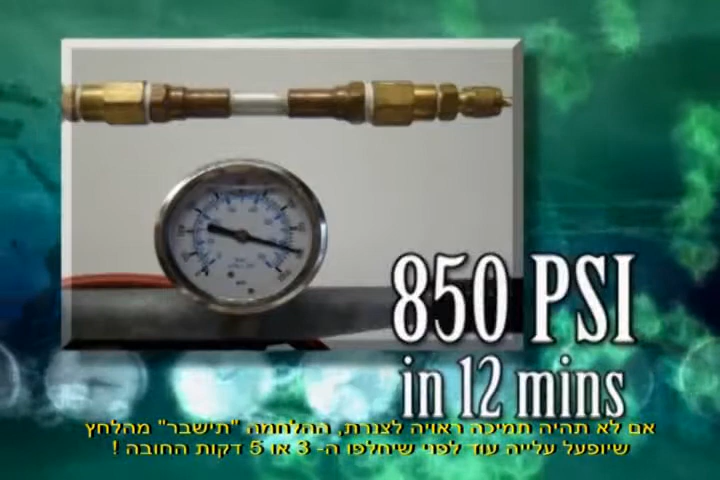 850 PSI
in 12 mins
אם לא תהיה תמיכה ראויה לצנרת, ההלחמה "תישבר" מהלחץ
שיופעל עלייה עוד לפני שיחלפו ה- 3 או 5 דקות החובה !